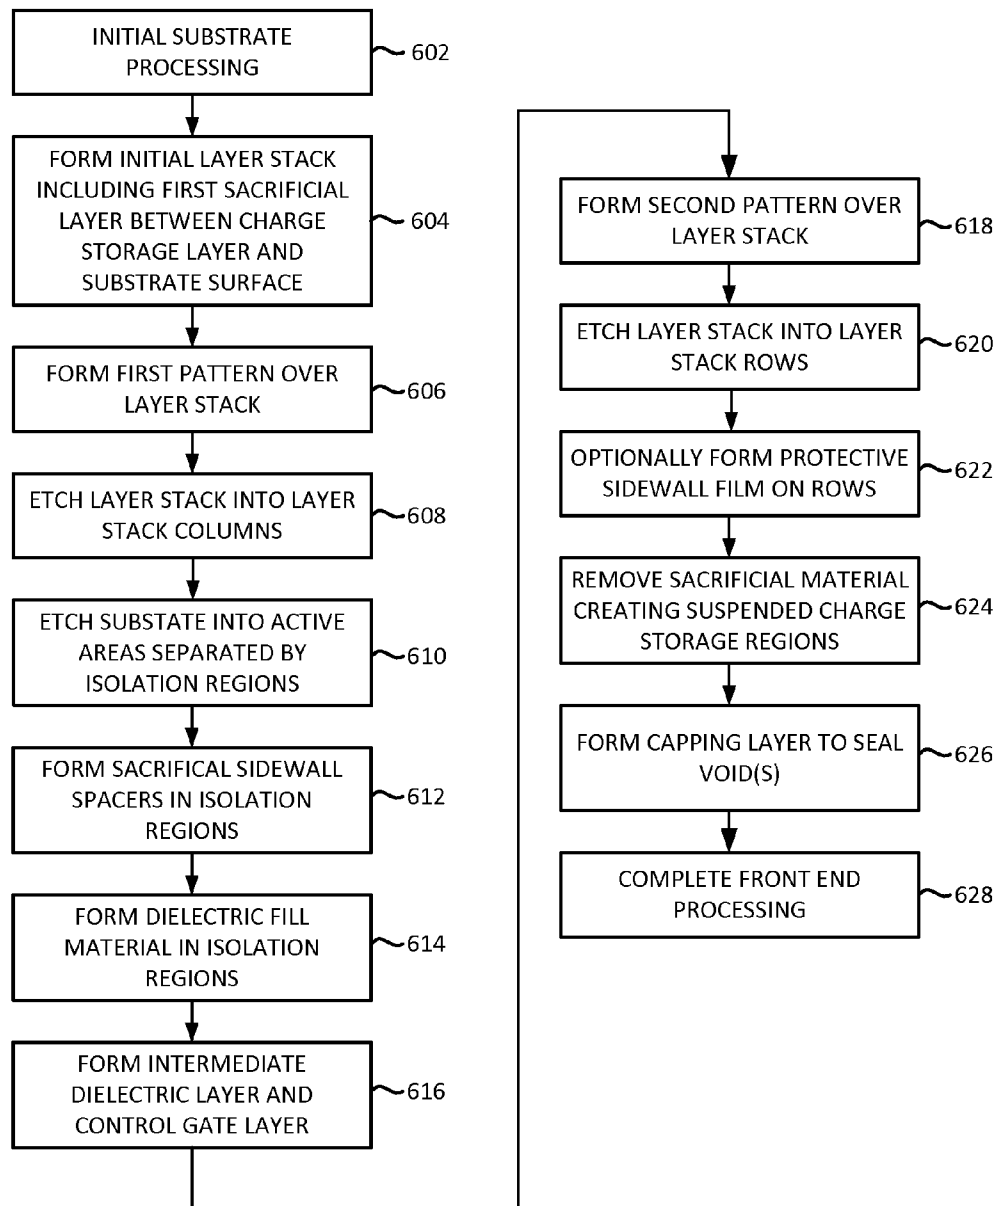 INITIAL SUBSTRATE
PROCESSING
602
FORM INITIAL LAYER STACK
INCLUDING FIRST SACRIFICIAL
LAYER BETWEEN CHARGE
STORAGE LAYER AND
SUBSTRATE SURFACE
604
FORM FIRST PATTERN OVER
LAYER STACK
606
ETCH LAYER STACK INTO LAYER
STACK COLUMNS
608
ETCH SUBSTATE INTO ACTIVE
AREAS SEPARATED BY
ISOLATION REGIONS
610
FORM SACRIFICAL SIDEWALL
SPACERS IN ISOLATION
REGIONS
612
FORM DIELECTRIC FILL
MATERIAL IN ISOLATION
REGIONS
614
FORM INTERMEDIATE
DIELECTRIC LAYER AND
CONTROL GATE LAYER
616
FORM SECOND PATTERN OVER
LAYER STACK
618
ETCH LAYER STACK INTO LAYER
STACK ROWS
620
OPTIONALLY FORM PROTECTIVE
SIDEWALL FILM ON ROWS
622
REMOVE SACRIFICIAL MATERIAL
CREATING SUSPENDED CHARGE
STORAGE REGIONS
624
FORM CAPPING LAYER TO SEAL
VOID(S)
626
COMPLETE FRONT END
PROCESSING
628